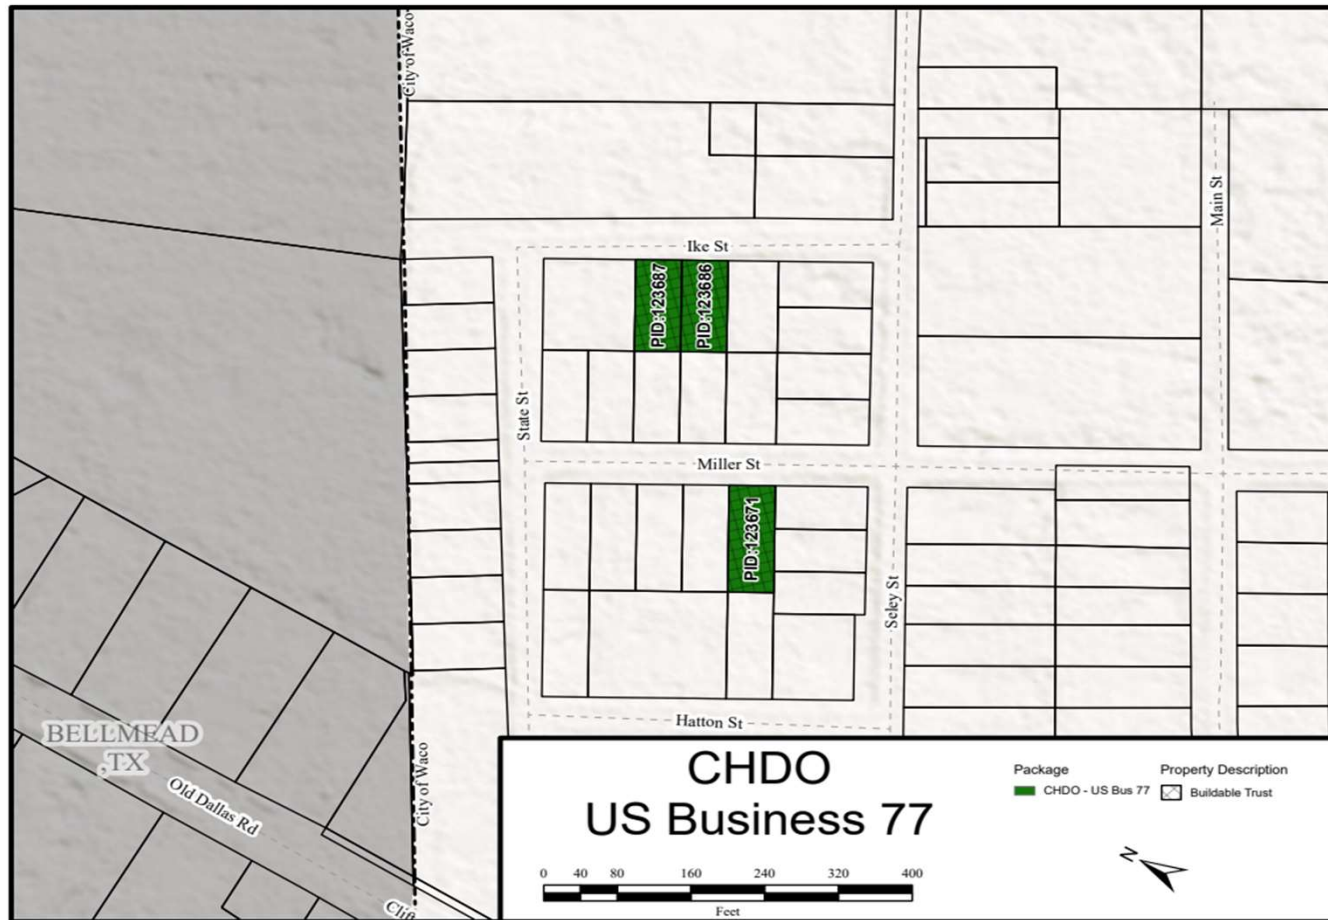 City of Waco
Main St
Ike St
PID:123687
PID:123686
State St
Miller St
PID:123671
Seley St
Hatton St
BELLMEAD
,TX
Old Dallas Rd
City of Waco
Clift
CHDO
US Business 77
Package
CHDO - US Bus 77
Property Description
Buildable Trust
N
0 40 80 160 240 320 400
Feet